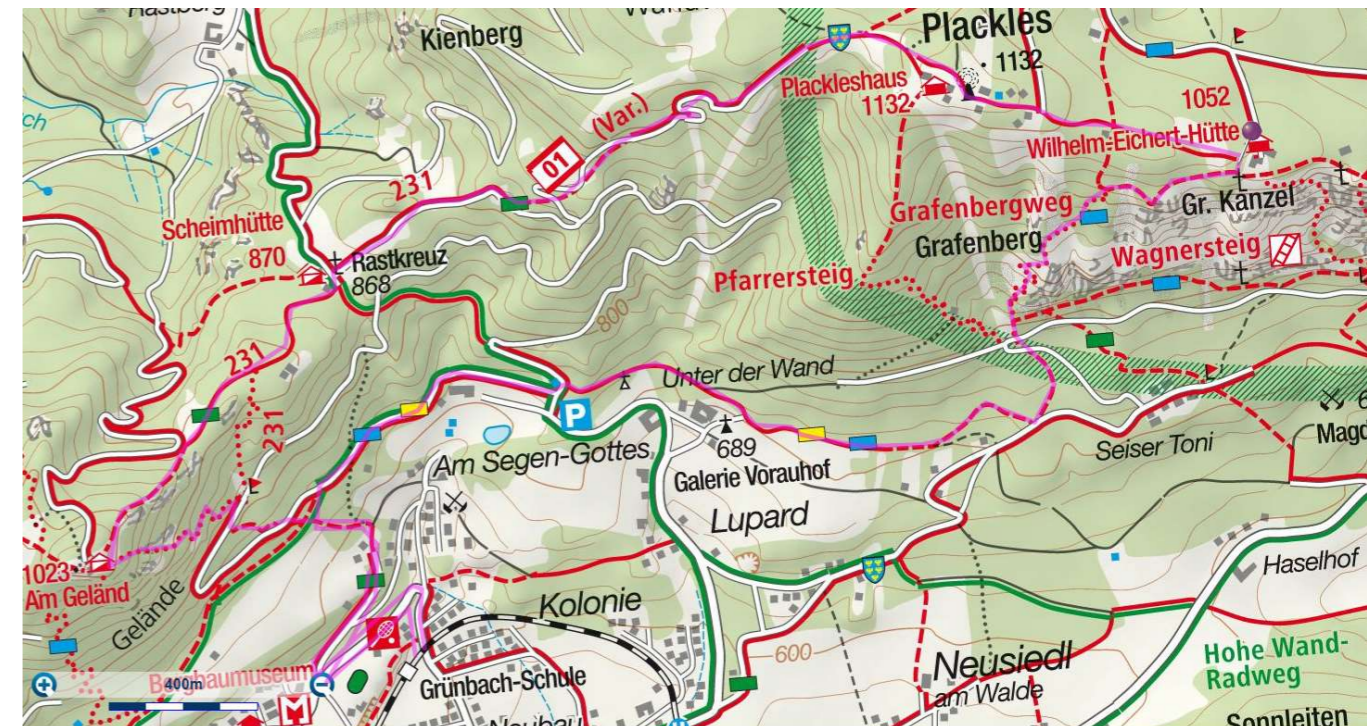 Kienberg
Plackles
1132
Plackleshaus
1132
1052
Wilhelm-Eichert-Hütte
(Var.)
01
231
Grafenbergweg
Grafenberg
Gr. Kanzel
Wagnersteig
Pfarrersteig
Scheimhütte
870
Rastkreuz
868
800
231
231
Unter der Wand
P
Am Segen-Gottes
689
Galerie Vorauhof
Lupard
Seiser Toni
Magd
Haselhof
1023
Am Geländ
Gelände
Kolonie
600
Neusiedl
am Walde
Hohe Wand-
Radweg
400m
Grünbach-Schule
Neubau
Sonnleiten